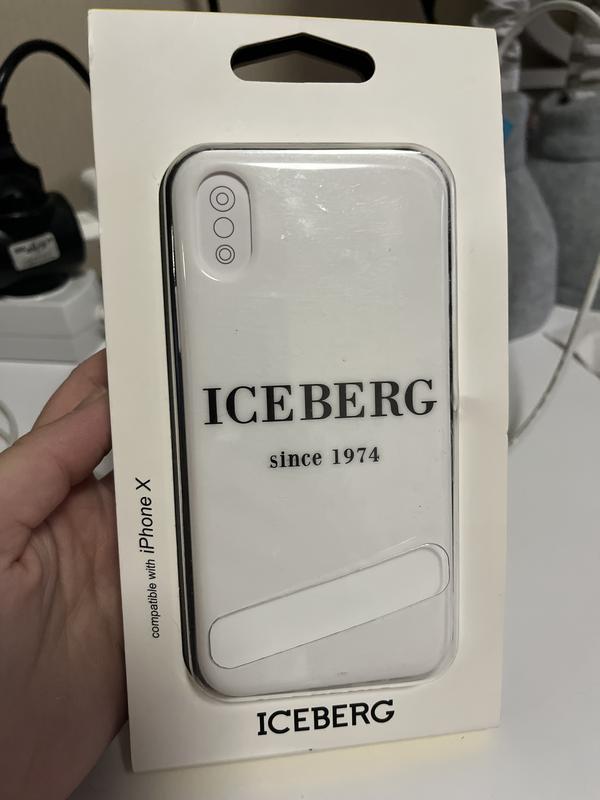 ICEBERG
since 1974
compatible with iPhone X
ICEBERG